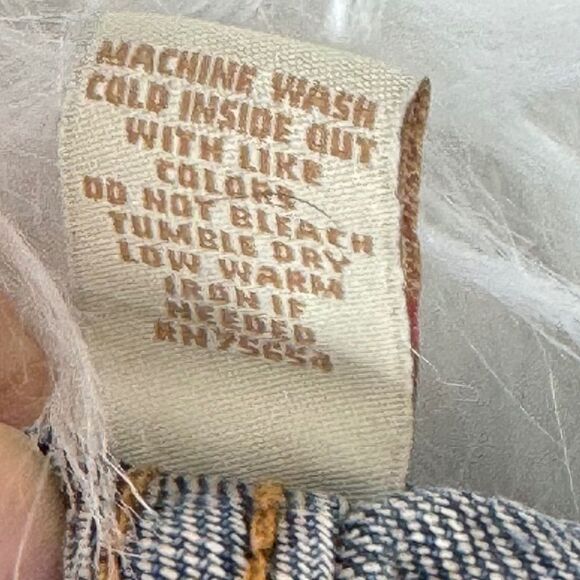 MACHINE WASH
COLD INSIDE OUT
WITH LIKE
COLORS
DO NOT BLEACH
TUMBLE DRY
LOW WARM
IRON IF
NEEDED
RN75654